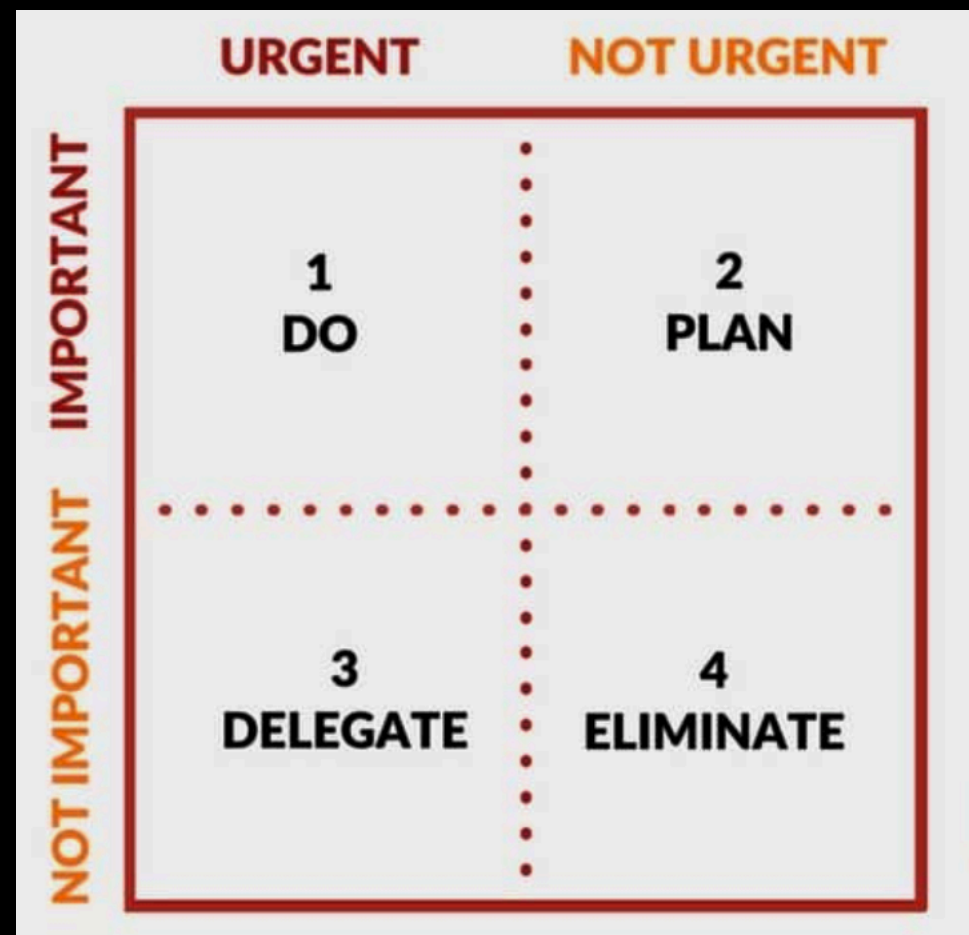 URGENT NOT URGENT
IMPORTANT
1
DO
2
PLAN
NOT IMPORTANT
3
DELEGATE
4
ELIMINATE